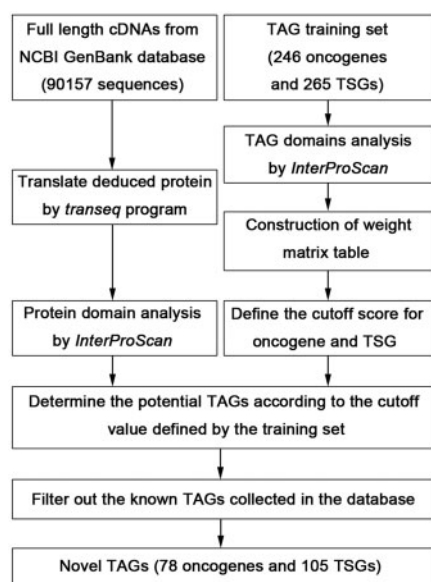 Full length cDNAs from
NCBI GenBank database
(90157 sequences)
TAG training set
(246 oncogenes
and 265 TSGs)
TAG domains analysis
by InterProScan
Translate deduced protein
by transeq program
Construction of weight
matrix table
Protein domain analysis
by InterProScan
Define the cutoff score for
oncogene and TSG
Determine the potential TAGs according to the cutoff
value defined by the training set
Filter out the known TAGs collected in the database
Novel TAGs (78 oncogenes and 105 TSGs)